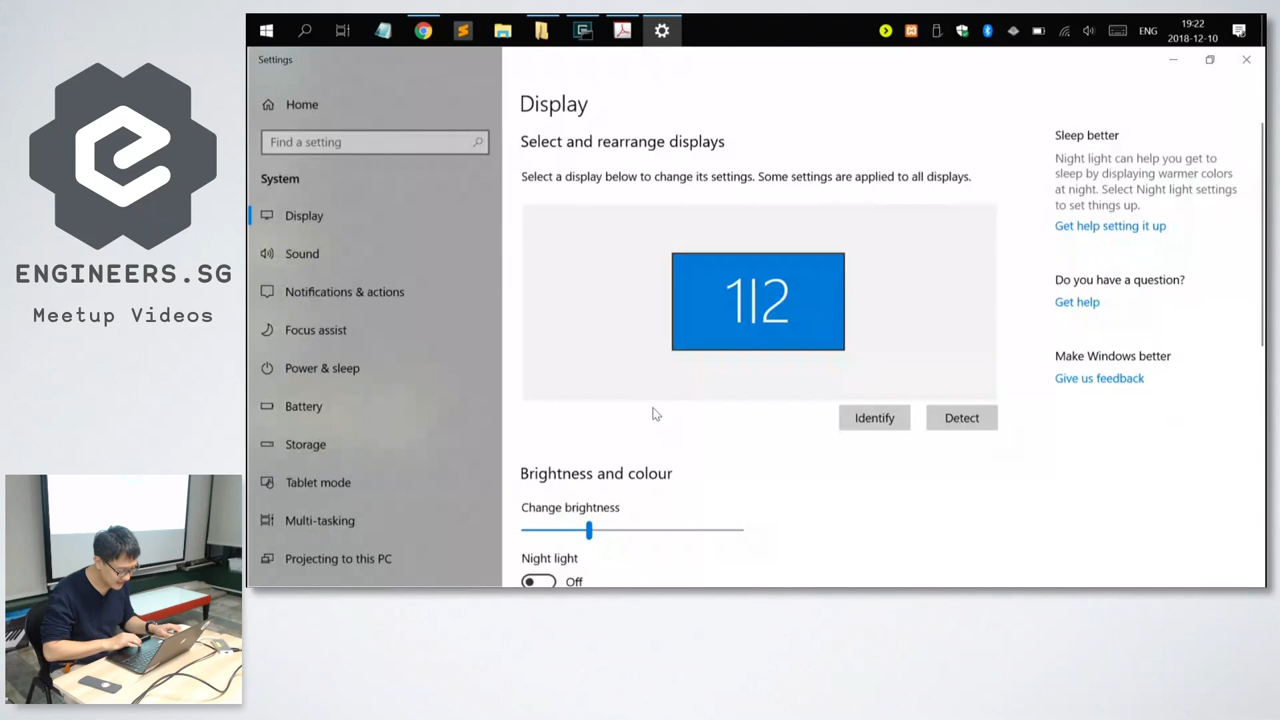 ENGINEERS.SG
Meetup Videos
ENG
19:22
2018-12-10
Settings
Home
Find a setting
System
Display
Sound
Notifications & actions
Focus assist
Power & sleep
Battery
Storage
Tablet mode
Multi-tasking
Projecting to this PC
Display
Select and rearrange displays
Select a display below to change its settings. Some settings are applied to all displays.
1|2
Identify
Detect
Brightness and colour
Change brightness
Night light
Off
Sleep better
Night light can help you get to
sleep by displaying warmer colors
at night. Select Night light settings
to set things up.
Get help setting it up
Do you have a question?
Get help
Make Windows better
Give us feedback